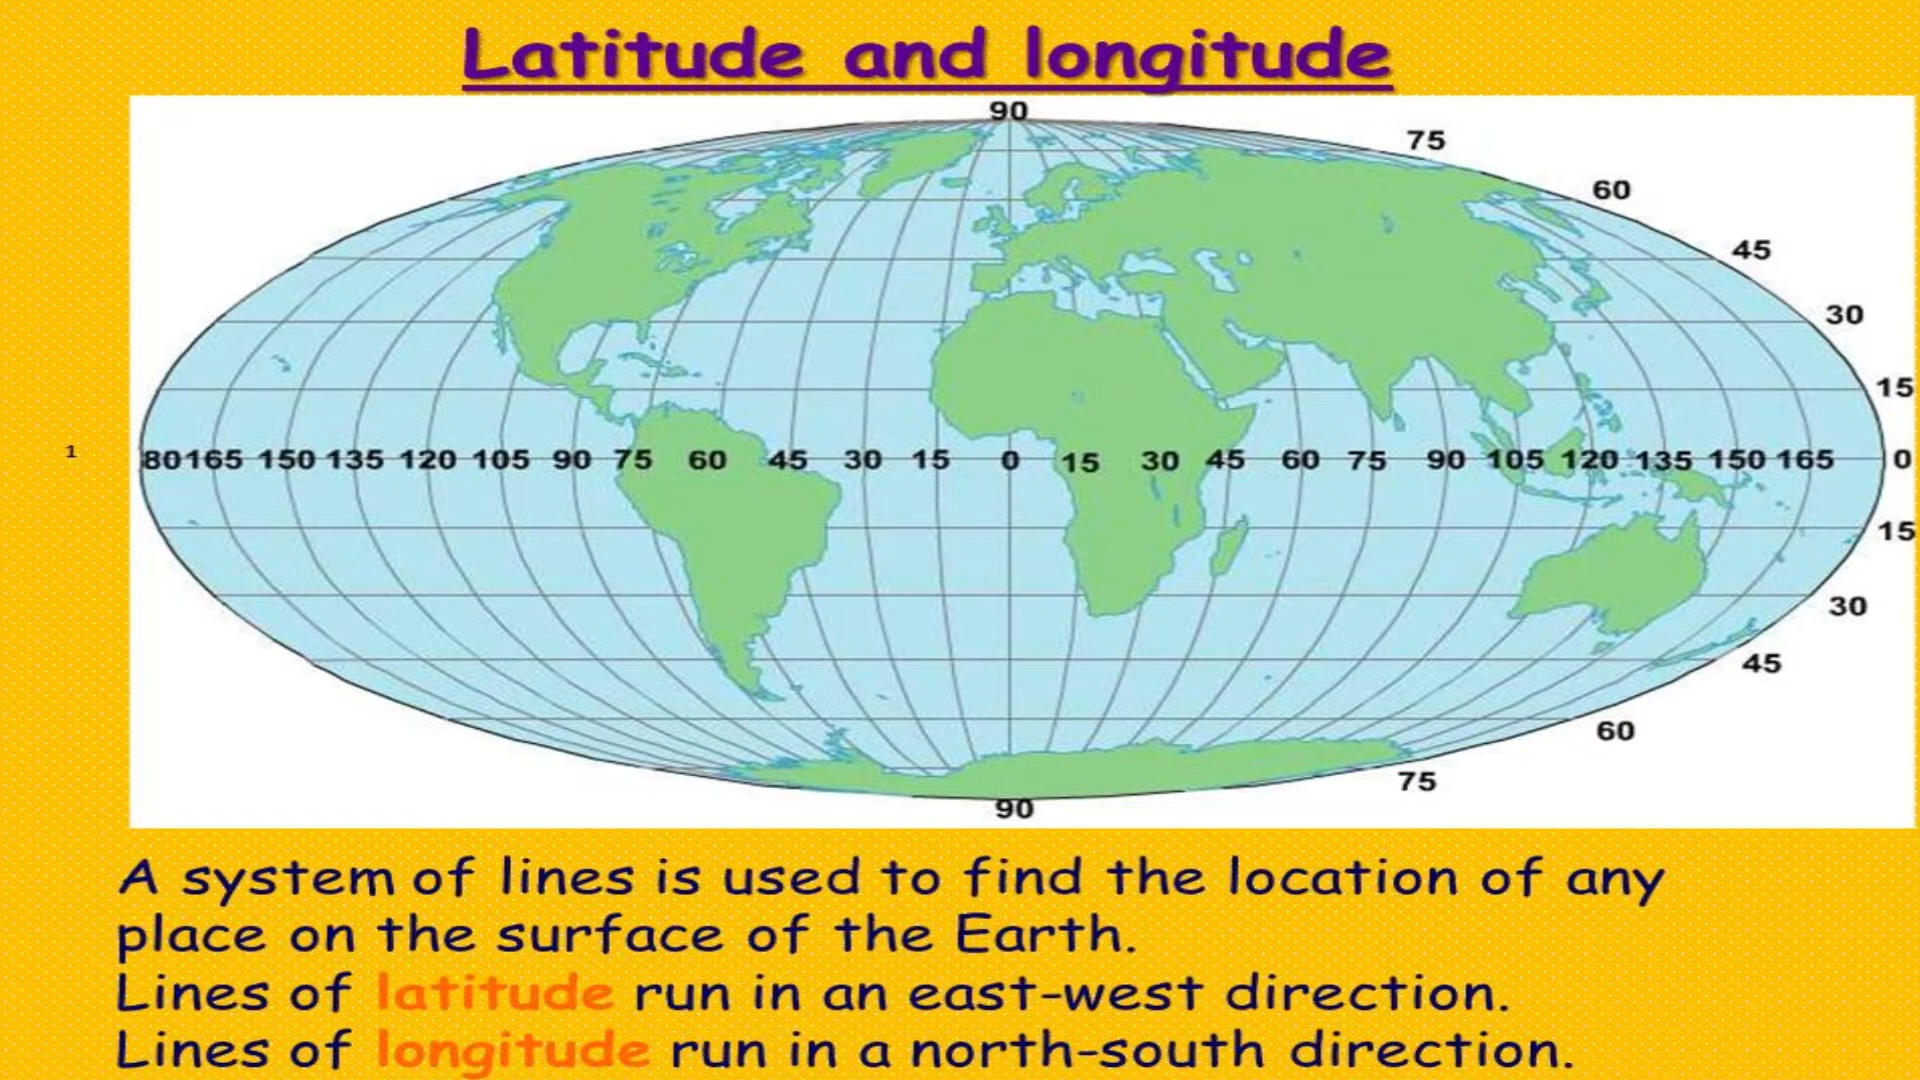 Latitude and longitude
90
75
60
45
30
15
1
80 165 150 135 120 105 90 75 60 45 30 15 0 15 30 45 60 75 90 105 120 135 150 165 0
15
30
45
60
75
90
A system of lines is used to find the location of any
place on the surface of the Earth.
Lines of latitude run in an east-west direction.
Lines of longitude run in a north-south direction.